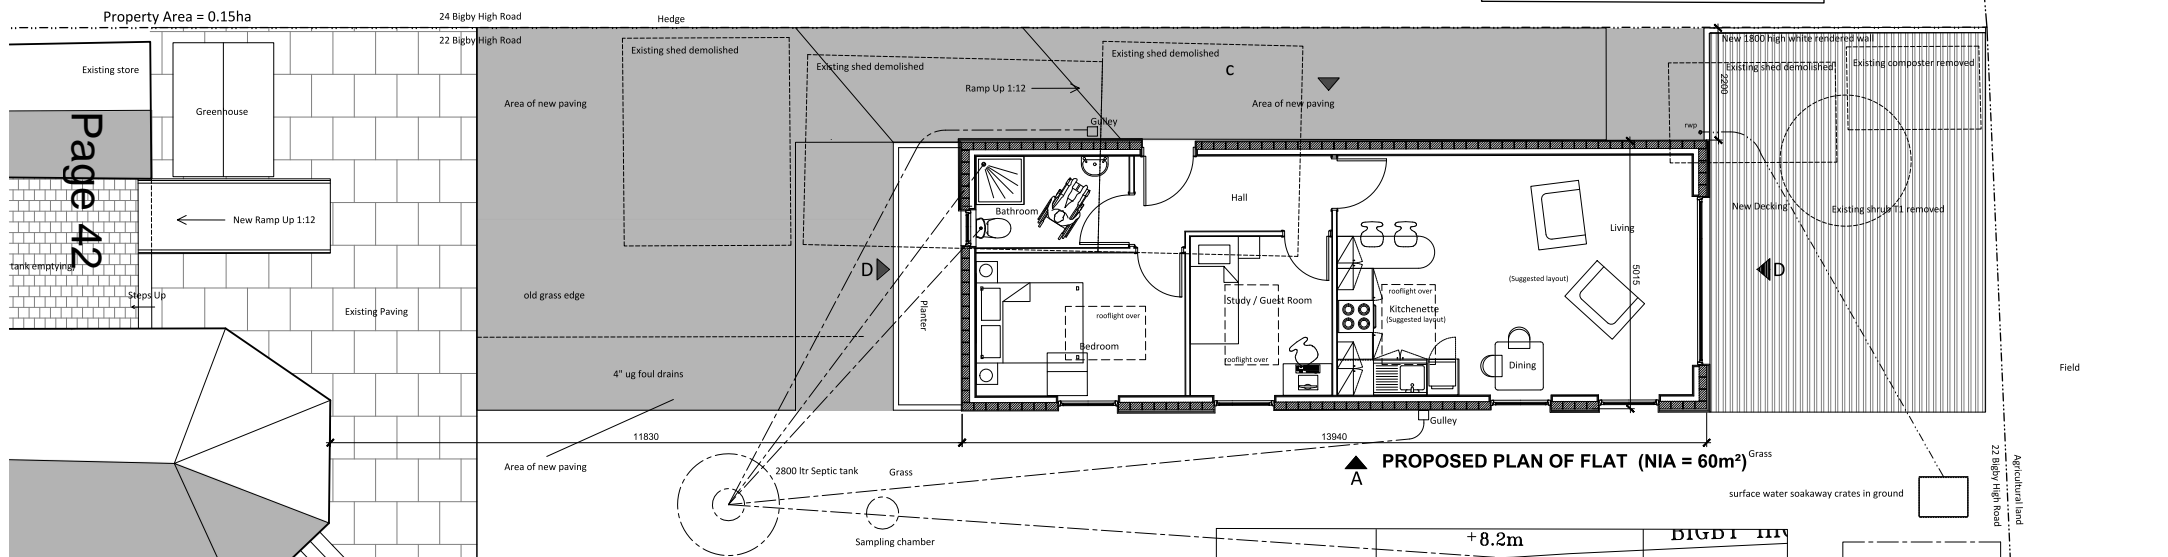 Property Area = 0.15ha
24 Bigby High Road
Hedge
22 Bigby High Road
Existing store
Greenhouse
Page 42
New Ramp Up 1:12
tank emptying)
Steps Up
Existing Paving
Existing shed demolished
Existing shed demolished
Existing shed demolished
Area of new paving
Ramp Up 1:12
C
Area of new paving
Gulley
New 1800 high white rendered wall
Existing shed demolished
Existing composter removed
2200
rwp
Bathroom
Hall
Living
New Decking
Existing shrub T1 removed
D
D
old grass edge
Planter
(Suggested layout)
5015
rooflight over
Study / Guest Room
rooflight over
Kitchenette
(Suggested layout)
Bedroom
rooflight over
Dining
Field
4" ug foul drains
Gulley
11830
13940
Area of new paving
2800 ltr Septic tank
Grass
A
PROPOSED PLAN OF FLAT (NIA = 60m²)
Grass
surface water soakaway crates in ground
22 Bigby High Road
Agricultural land
Sampling chamber
+8.2m